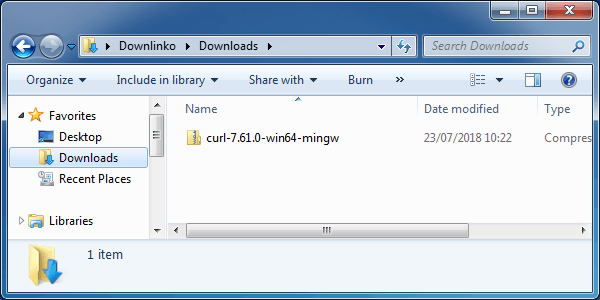 Downlinko Downloads Search Downloads
Organize Include in library Share with Burn »
Favorites
Desktop
Downloads
Recent Places
Libraries
Name Date modified Type
curl-7.61.0-win64-mingw 23/07/2018 10:22 Compres
1 item